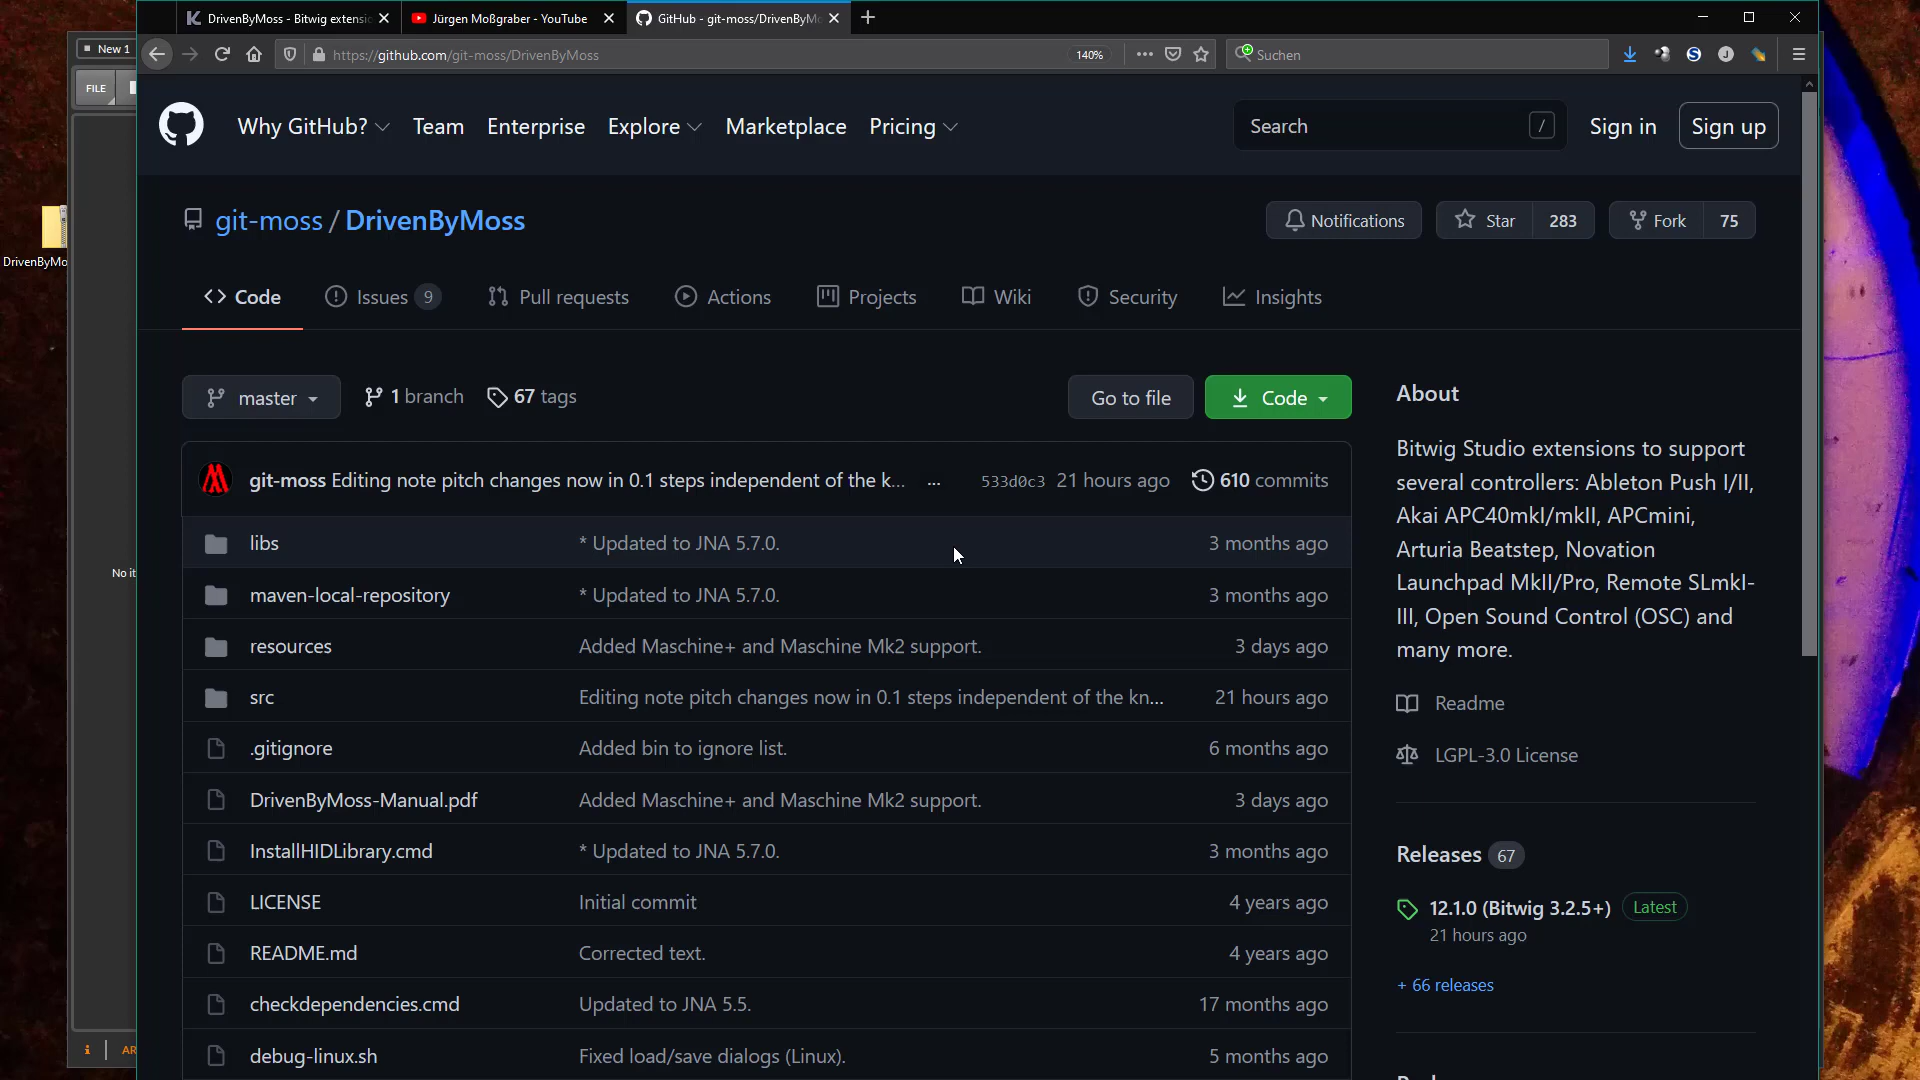 DrivenByMoss - Bitwig extensio
Jürgen Moßgraber - YouTube
GitHub - git-moss/DrivenByMo
https://github.com/git-moss/DrivenByMoss
140%
Suchen
New 1
FILE
Why GitHub?
Team
Enterprise
Explore
Marketplace
Pricing
Search
/
Sign in
Sign up
git-moss / DrivenByMoss
Notifications
Star
283
Fork
75
DrivenByMo
Code
Issues 9
Pull requests
Actions
Projects
Wiki
Security
Insights
master
1 branch
67 tags
Go to file
Code
git-moss Editing note pitch changes now in 0.1 steps independent of the k... ... 533d0c3 21 hours ago 610 commits
libs * Updated to JNA 5.7.0. 3 months ago
No it
maven-local-repository * Updated to JNA 5.7.0. 3 months ago
resources Added Maschine+ and Maschine Mk2 support. 3 days ago
src Editing note pitch changes now in 0.1 steps independent of the kn... 21 hours ago
.gitignore Added bin to ignore list. 6 months ago
DrivenByMoss-Manual.pdf Added Maschine+ and Maschine Mk2 support. 3 days ago
InstallHIDLibrary.cmd * Updated to JNA 5.7.0. 3 months ago
LICENSE Initial commit 4 years ago
README.md Corrected text. 4 years ago
checkdependencies.cmd Updated to JNA 5.5. 17 months ago
debug-linux.sh Fixed load/save dialogs (Linux). 5 months ago
i
AR
About
Bitwig Studio extensions to support
several controllers: Ableton Push I/II,
Akai APC40mkI/mkII, APCmini,
Arturia Beatstep, Novation
Launchpad MkII/Pro, Remote SLmkI-
III, Open Sound Control (OSC) and
many more.
Readme
LGPL-3.0 License
Releases 67
12.1.0 (Bitwig 3.2.5+) Latest
21 hours ago
+ 66 releases